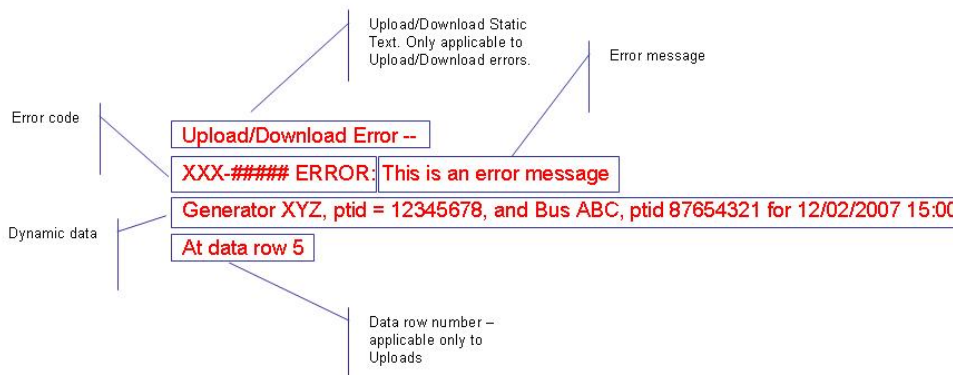 Upload/Download Static
Text. Only applicable to
Upload/Download errors.
Error message
Error code
Upload/Download Error --
XXX-##### ERROR: This is an error message
Generator XYZ, ptid = 12345678, and Bus ABC, ptid 87654321 for 12/02/2007 15:00
Dynamic data
At data row 5
Data row number –
applicable only to
Uploads